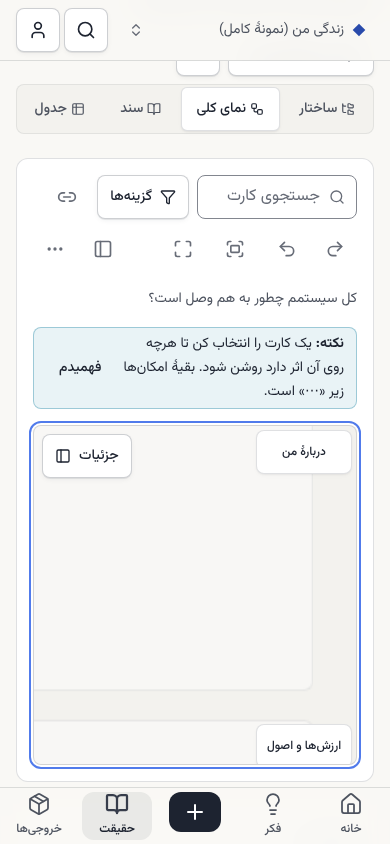 زندگی من (نمونهٔ کامل)
ساختار
نمای کلی
سند
جدول
جستجوی کارت
گزینه‌ها
کل سیستمم چطور به هم وصل است؟
نکته: یک کارت را انتخاب کن تا هرچه
روی آن اثر دارد روشن شود. بقیهٔ امکان‌ها
زیر «⋯» است.
فهمیدم
دربارهٔ من
جزئیات
ارزش‌ها و اصول
خانه
فکر
حقیقت
خروجی‌ها